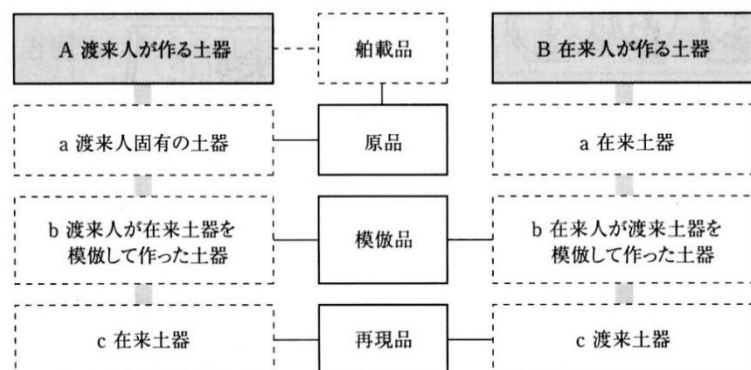 A 渡来人が作る土器
舶載品
B 在来人が作る土器
a 渡来人固有の土器
原品
a 在来土器
b 渡来人が在来土器を
模倣して作った土器
模倣品
b 在来人が渡来土器を
模倣して作った土器
c 在来土器
再現品
c 渡来土器